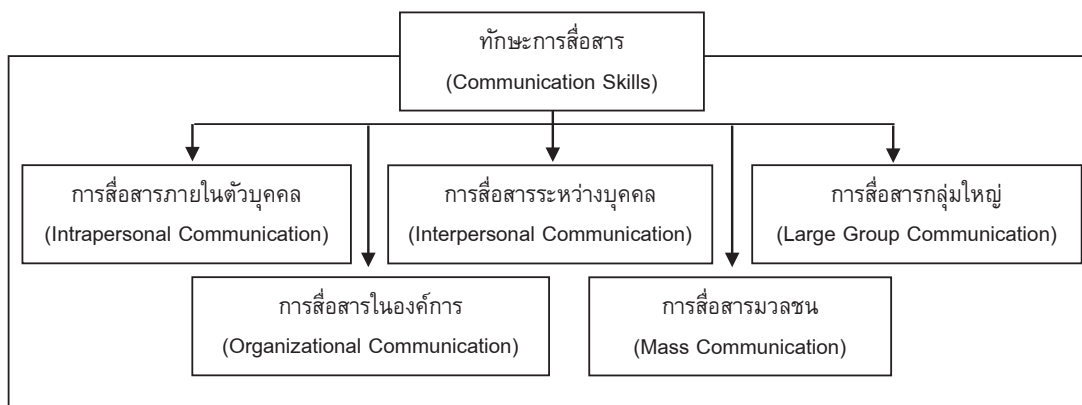 ทักษะการสื่อสาร
(Communication Skills)
การสื่อสารภายในตัวบุคคล
(Intrapersonal Communication)
การสื่อสารระหว่างบุคคล
(Interpersonal Communication)
การสื่อสารกลุ่มใหญ่
(Large Group Communication)
การสื่อสารในองค์การ
(Organizational Communication)
การสื่อสารมวลชน
(Mass Communication)